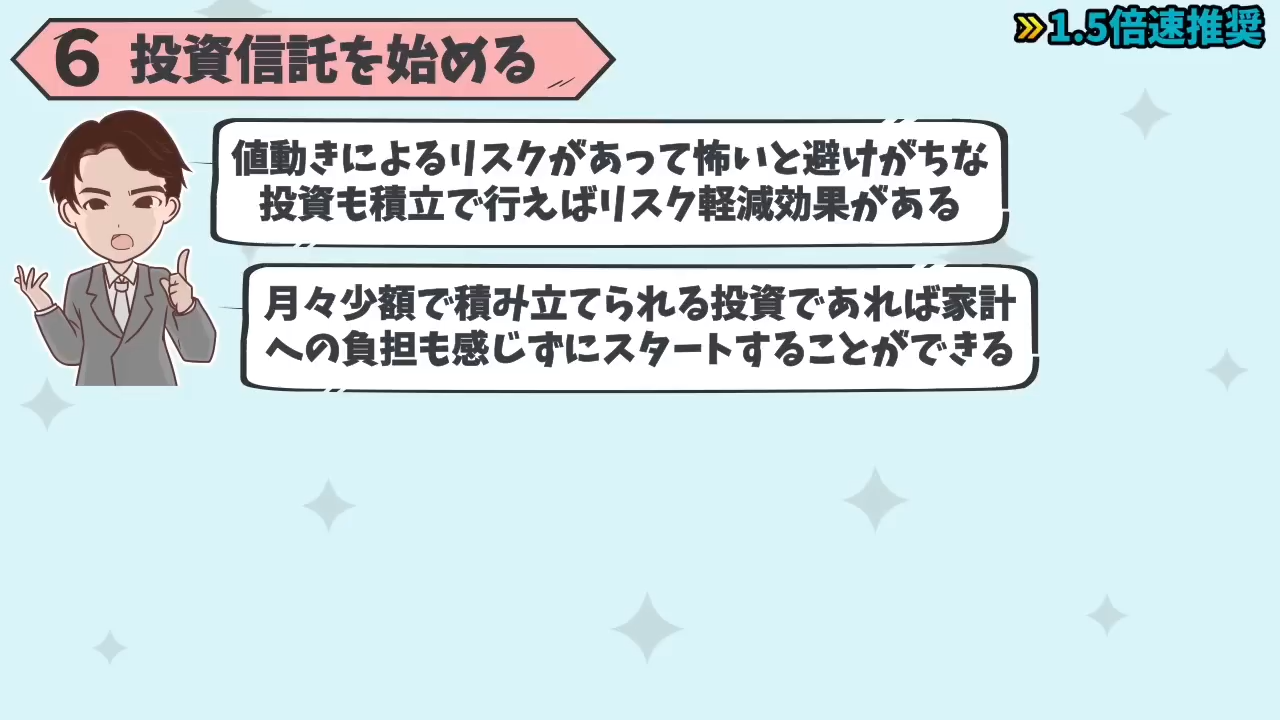 6 投資信託を始める
1.5倍速推奨
値動きによるリスクがあって怖いと避けがちな
投資も積立で行えばリスク軽減効果がある
月々少額で積み立てられる投資であれば家計
への負担も感じずにスタートすることができる